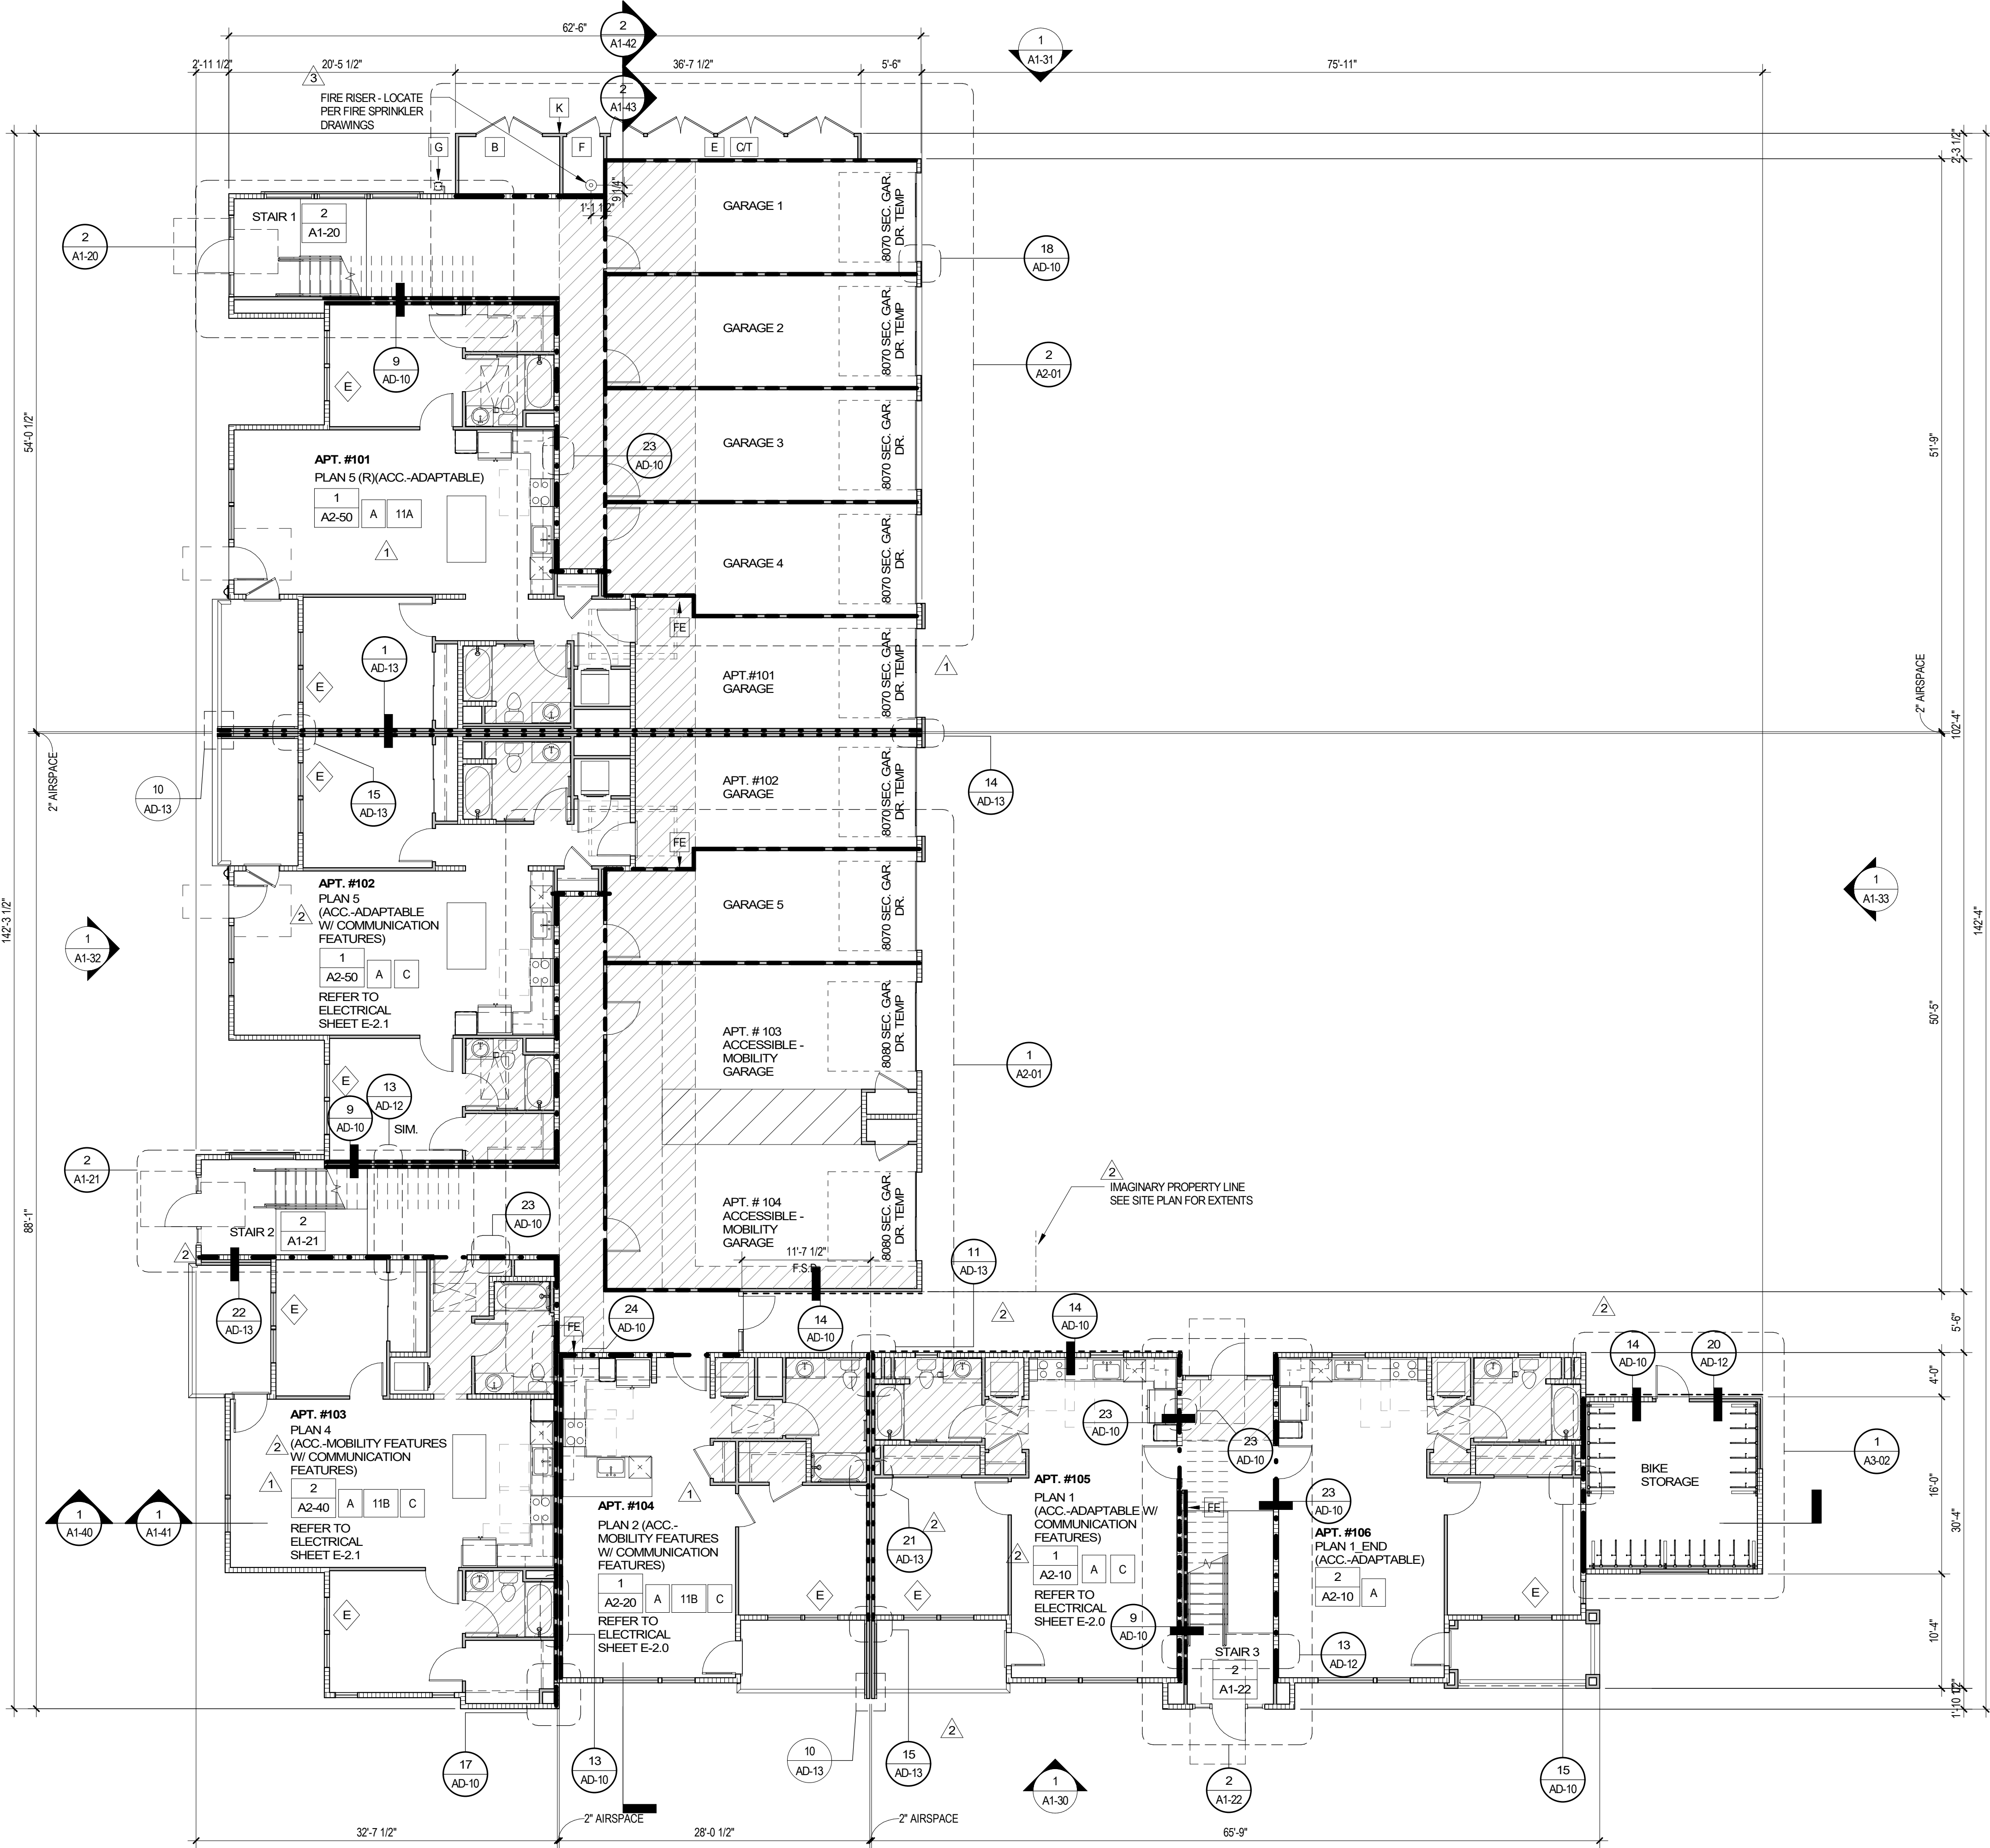 62'-6"
2
A1-42
1
A1-31
2'-11 1/2"
20'-5 1/2"
36'-7 1/2"
5'-6"
75'-11"
3
2
A1-43
FIRE RISER - LOCATE
PER FIRE SPRINKLER
DRAWINGS
K
G
B
F
E
C/T
2'-3 1/2"
9 1/4"
1'-1 1/2"
STAIR 1
2
A1-20
2
A1-20
GARAGE 1
8070 SEC. GAR.
DR. TEMP
18
AD-10
GARAGE 2
8070 SEC. GAR.
DR. TEMP
9
AD-10
2
A2-01
E
54'-0 1/2"
GARAGE 3
8070 SEC. GAR.
DR.
23
AD-10
51'-9"
APT. #101
PLAN 5 (R)(ACC.-ADAPTABLE)
1
A2-50
A
11A
1
GARAGE 4
8070 SEC. GAR.
DR.
FE
1
AD-13
E
APT.#101
GARAGE
8070 SEC. GAR.
DR. TEMP
1
2" AIRSPACE
102'-4"
2" AIRSPACE
10
AD-13
E
15
AD-13
APT. #102
GARAGE
8070 SEC. GAR.
DR. TEMP
14
AD-13
FE
APT. #102
PLAN 5
(ACC.-ADAPTABLE
W/ COMMUNICATION
FEATURES)
2
1
A2-50
A
C
REFER TO
ELECTRICAL
SHEET E-2.1
GARAGE 5
8070 SEC. GAR.
DR.
1
A1-33
142'-3 1/2"
142'-4"
1
A1-32
50'-5"
APT. # 103
ACCESSIBLE -
MOBILITY
GARAGE
8080 SEC. GAR.
DR. TEMP
1
A2-01
E
13
AD-12
9
AD-10
SIM.
2
A1-21
88'-1"
STAIR 2
2
A1-21
23
AD-10
APT. # 104
ACCESSIBLE -
MOBILITY
GARAGE
8080 SEC. GAR.
DR. TEMP
2
IMAGINARY PROPERTY LINE
SEE SITE PLAN FOR EXTENTS
11'-7 1/2"
F.S.P.
11
AD-13
2
E
22
AD-13
FE
24
AD-10
14
AD-10
2
14
AD-10
2
14
AD-10
20
AD-12
5'-6"
4'-0"
APT. #103
PLAN 4
(ACC.-MOBILITY FEATURES
W/ COMMUNICATION
FEATURES)
2
1
2
A2-40
A
11B
C
REFER TO
ELECTRICAL
SHEET E-2.1
1
A1-40
1
A1-41
E
APT. #104
PLAN 2 (ACC.-
MOBILITY FEATURES
W/ COMMUNICATION
FEATURES)
1
1
A2-20
A
11B
C
REFER TO
ELECTRICAL
SHEET E-2.0
E
21
AD-13
2
E
23
AD-10
23
AD-10
APT. #105
PLAN 1
(ACC.-ADAPTABLE W/
COMMUNICATION
FEATURES)
2
1
A2-10
A
C
REFER TO
ELECTRICAL
SHEET E-2.0
9
AD-10
FE
23
AD-10
APT. #106
PLAN 1_END
(ACC.-ADAPTABLE)
2
A2-10
A
E
BIKE
STORAGE
1
A3-02
16'-0"
30'-4"
10'-4"
1'-10 1/2"
STAIR 3
2
A1-22
13
AD-12
17
AD-10
13
AD-10
10
AD-13
15
AD-13
2
1
A1-30
2
A1-22
15
AD-10
2" AIRSPACE
2" AIRSPACE
32'-7 1/2"
28'-0 1/2"
65'-9"